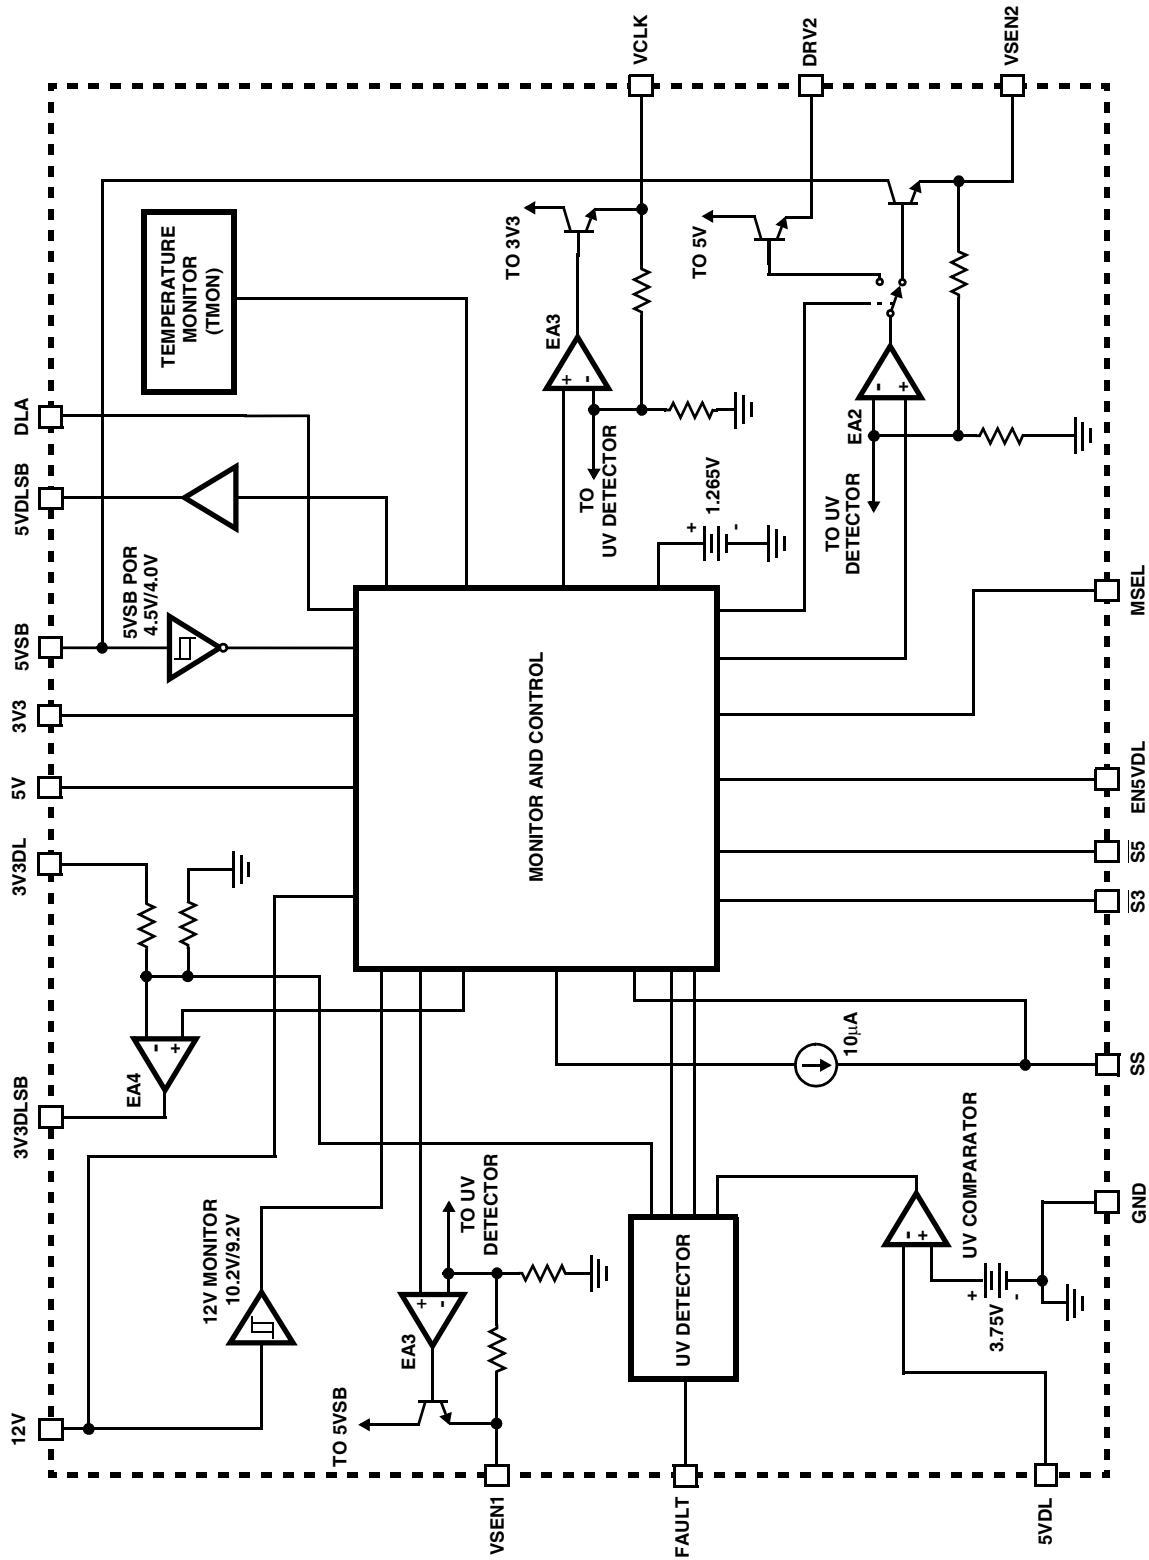 12V
3V3DLSB
3V3DL
5V
3V3
5VSB
5VDLSB
DLA
12V MONITOR
10.2V/9.2V
EA4
-
+
5VSB POR
4.5V/4.0V
TEMPERATURE
MONITOR
(TMON)
TO 5VSB
EA3
+
-
TO UV
DETECTOR
VSEN1
MONITOR AND CONTROL
TO 3V3
EA3
+
-
TO
UV DETECTOR
VCLK
1.265V
+
-
TO 5V
DRV2
EA2
-
+
TO UV
DETECTOR
VSEN2
UV DETECTOR
FAULT
10µA
UV COMPARATOR
-
+
3.75V
+
-
5VDL
GND
SS
S3
S5
EN5VDL
MSEL